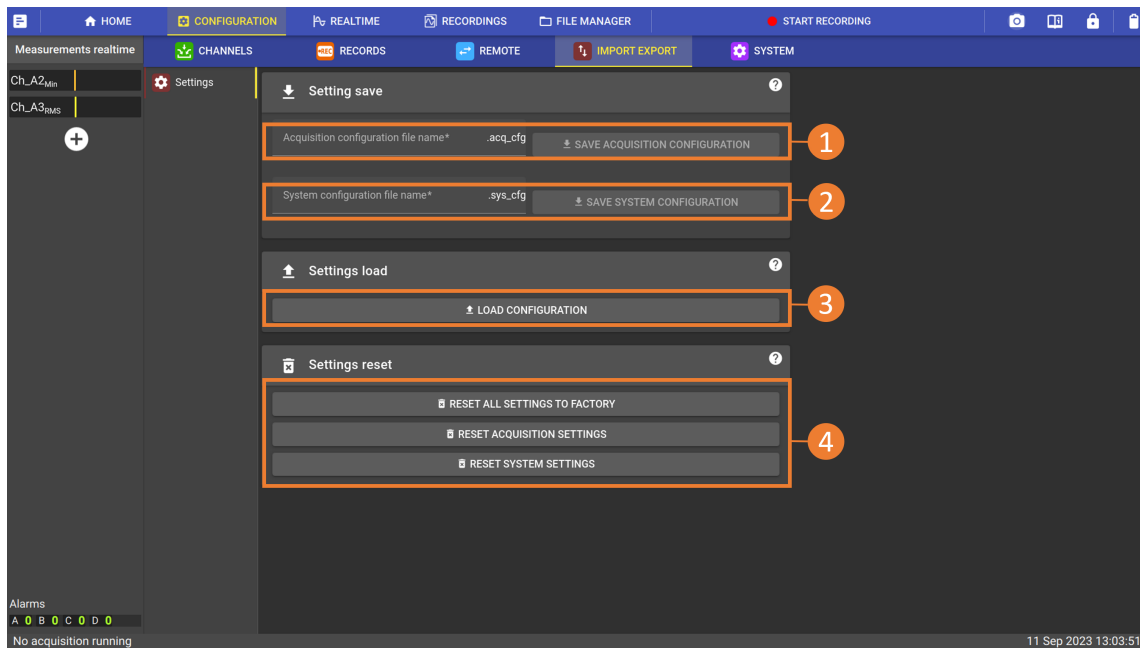 HOME CONFIGURATION REALTIME RECORDINGS FILE MANAGER START RECORDING
Measurements realtime CHANNELS RECORDS REMOTE IMPORT EXPORT SYSTEM
Ch_A2Min
Settings
Setting save
Ch_A3RMS
Acquisition configuration file name* .acq_cfg SAVE ACQUISITION CONFIGURATION 1
System configuration file name* .sys_cfg SAVE SYSTEM CONFIGURATION 2
Settings load
LOAD CONFIGURATION 3
Settings reset
RESET ALL SETTINGS TO FACTORY
RESET ACQUISITION SETTINGS 4
RESET SYSTEM SETTINGS
Alarms
A 0 B 0 C 0 D 0
No acquisition running 11 Sep 2023 13:03:51